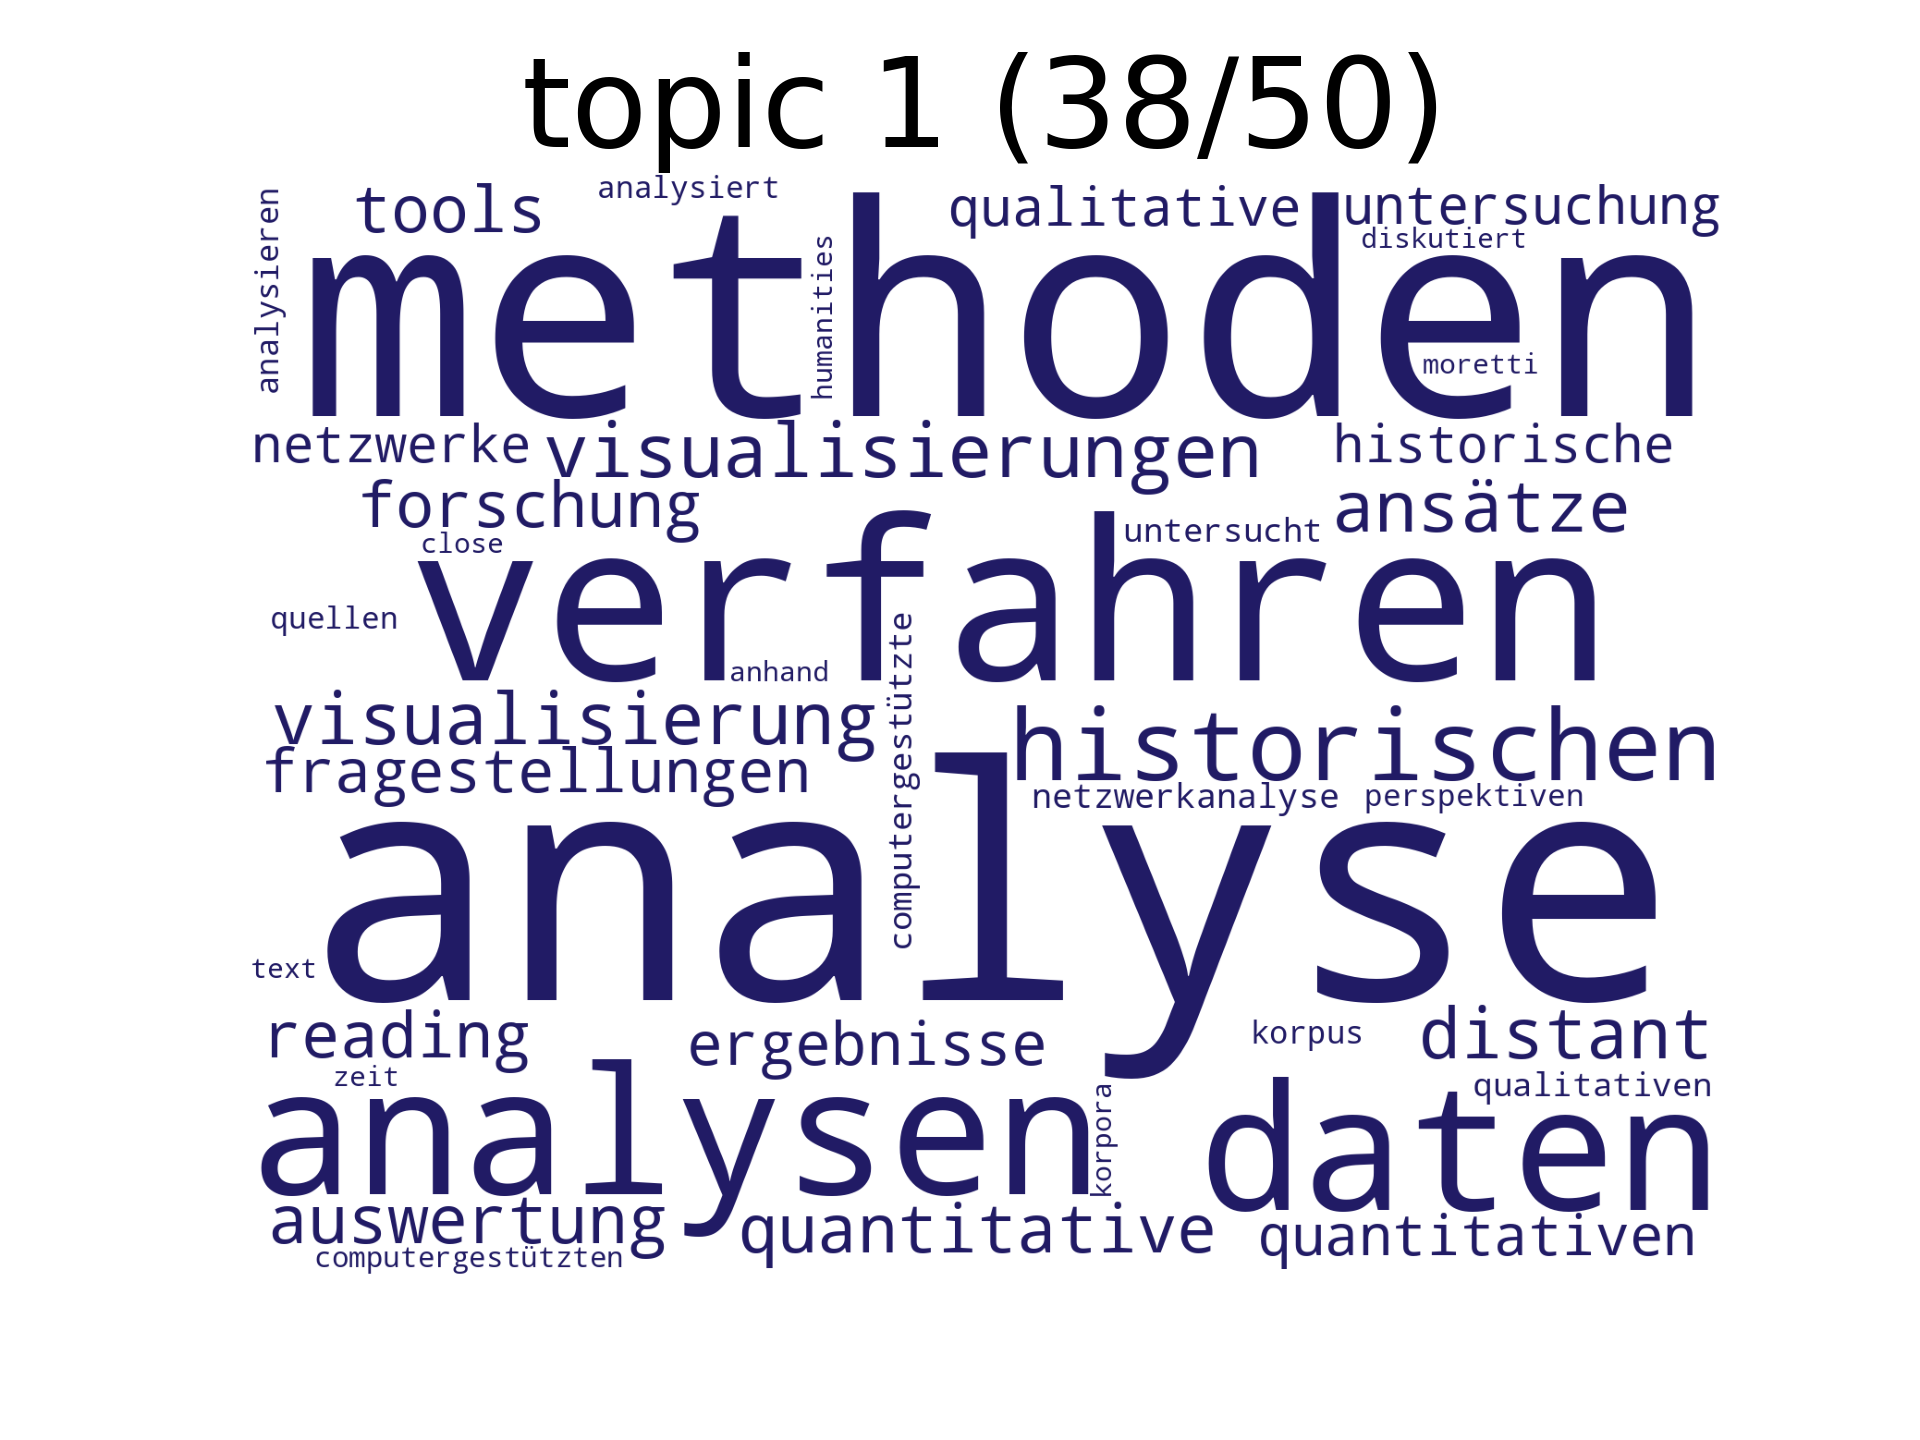 topic 1 (38/50)
analysieren
tools
analysiert
qualitative
untersuchung
diskutiert
methoden
humanities
moretti
netzwerke
visualisierungen
historische
forschung
ansätze
close
untersucht
verfahren
quellen
anhand
computergestützte
visualisierung
historischen
fragestellungen
netzwerkanalyse
perspektiven
analyse
text
reading
ergebnisse
korpus
distant
zeit
qualitativen
analysen
korpora
daten
auswertung
quantitative
quantitativen
computergestützten